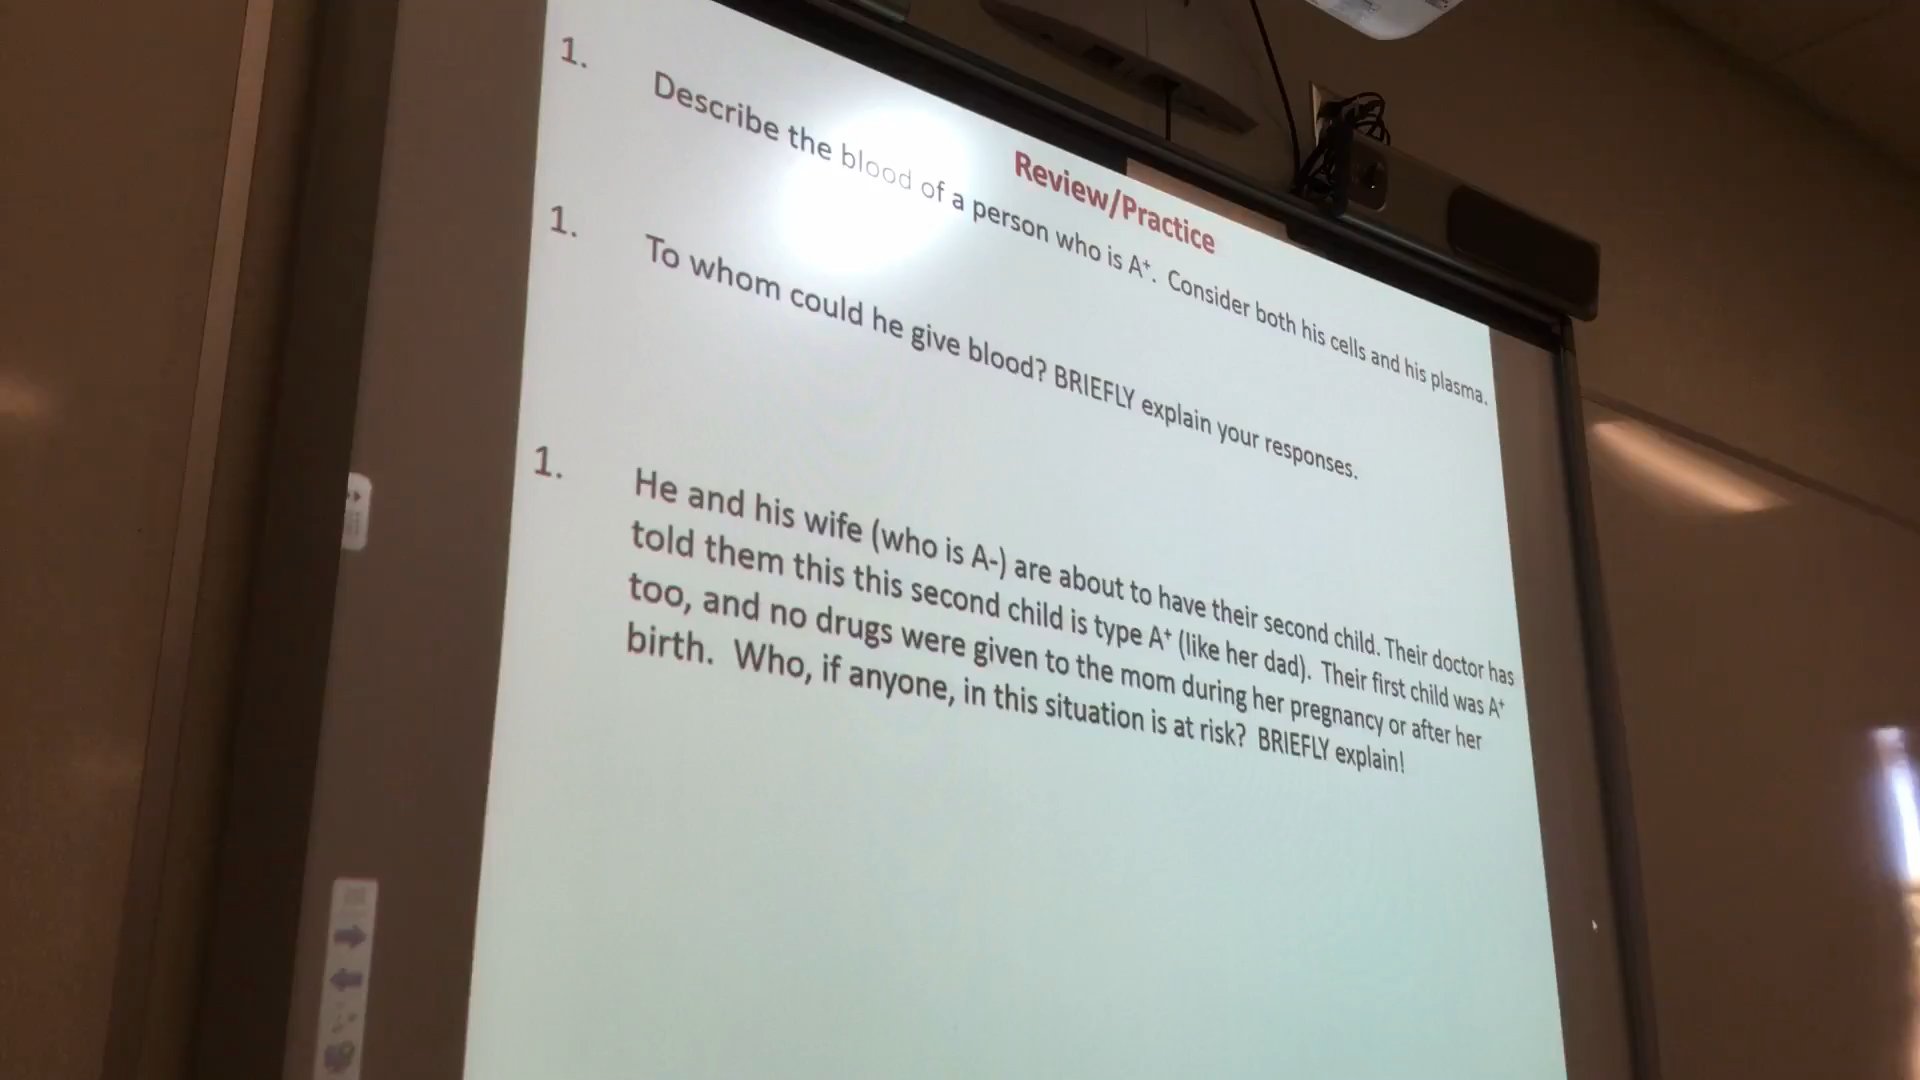 Review/Practice
1. Describe the blood of a person who is A⁺. Consider both his cells and his plasma.
1. To whom could he give blood? BRIEFLY explain your responses.
1. He and his wife (who is A-) are about to have their second child. Their doctor has
told them this this second child is type A⁺ (like her dad). Their first child was A⁺
too, and no drugs were given to the mom during her pregnancy or after her
birth. Who, if anyone, in this situation is at risk? BRIEFLY explain!